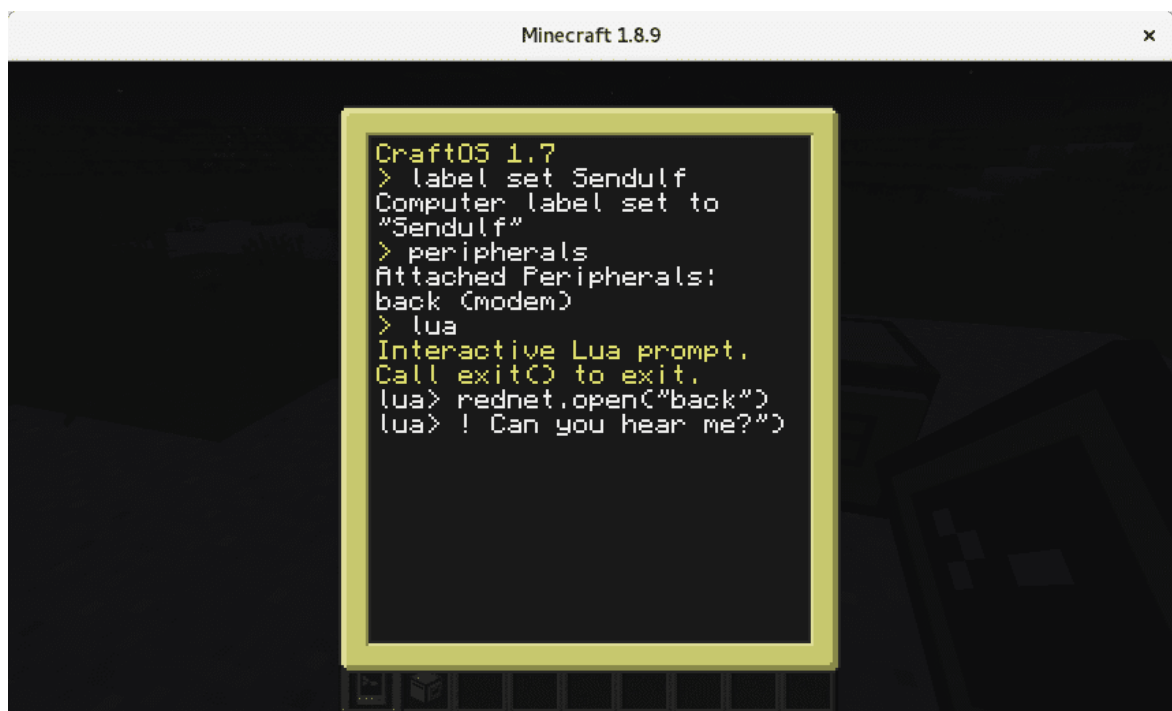 Minecraft 1.8.9
CraftOS 1.7
> label set Sendulf
Computer label set to
"Sendulf"
> peripherals
Attached Peripherals:
back (modem)
> lua
Interactive Lua prompt.
Call exit() to exit.
lua> rednet.open("back")
lua> ! Can you hear me?")